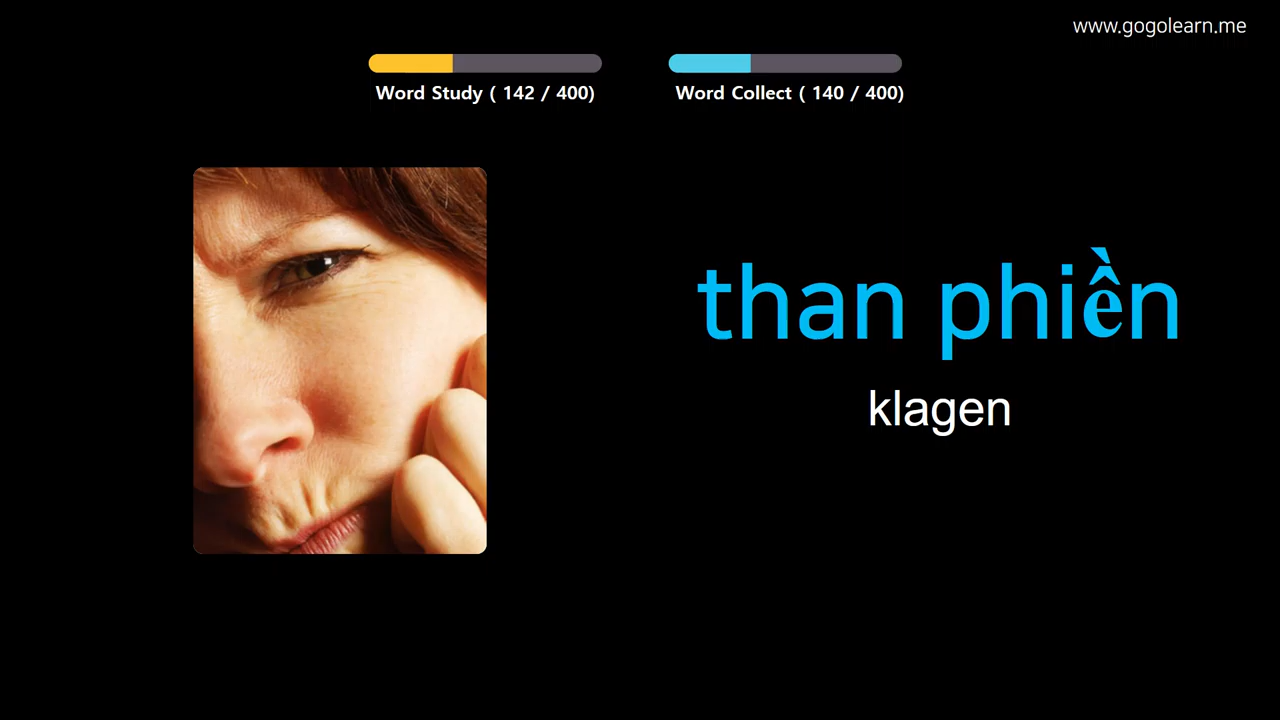 www.gogolearn.me
Word Study ( 142 / 400)
Word Collect ( 140 / 400)
than phiền
klagen